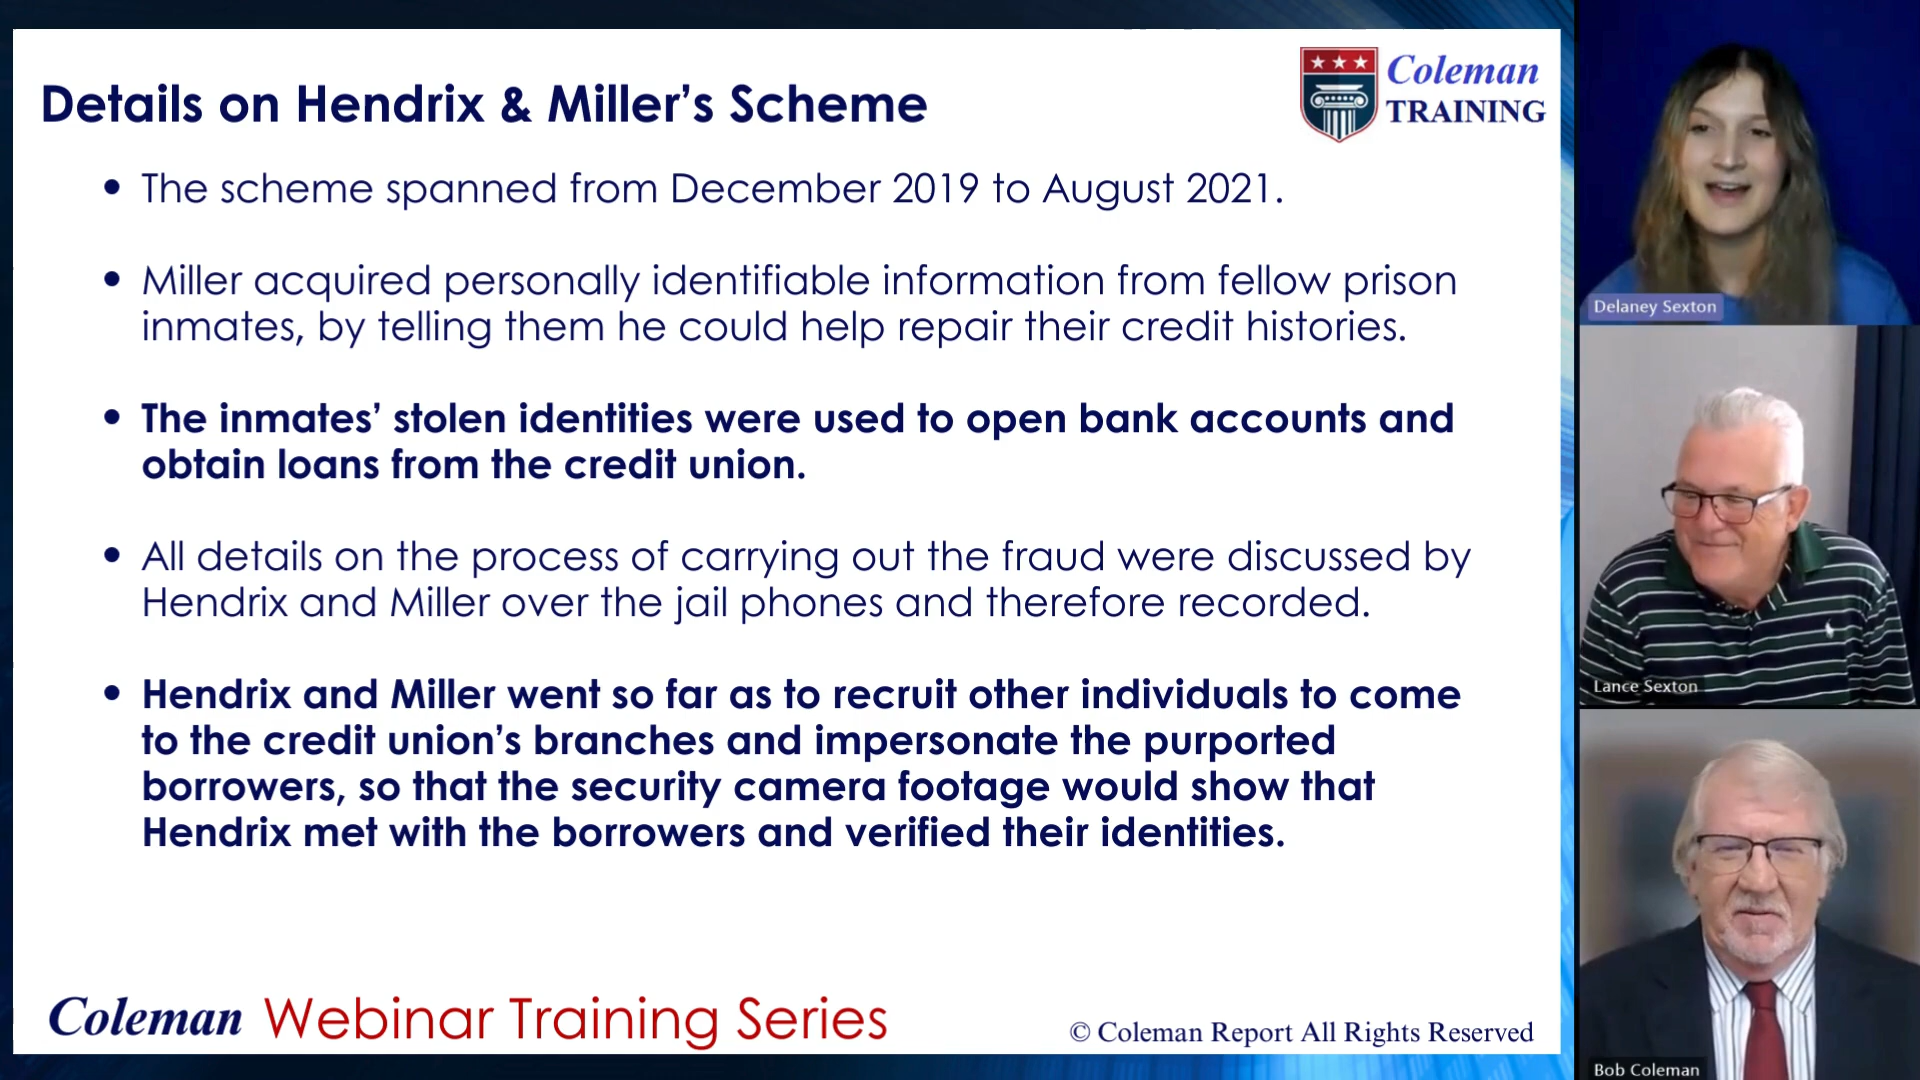 Details on Hendrix & Miller's Scheme
Coleman
TRAINING
• The scheme spanned from December 2019 to August 2021.
• Miller acquired personally identifiable information from fellow prison
inmates, by telling them he could help repair their credit histories.
• The inmates' stolen identities were used to open bank accounts and
obtain loans from the credit union.
• All details on the process of carrying out the fraud were discussed by
Hendrix and Miller over the jail phones and therefore recorded.
• Hendrix and Miller went so far as to recruit other individuals to come
to the credit union's branches and impersonate the purported
borrowers, so that the security camera footage would show that
Hendrix met with the borrowers and verified their identities.
Coleman Webinar Training Series
© Coleman Report All Rights Reserved
Delaney Sexton
Lance Sexton
Bob Coleman